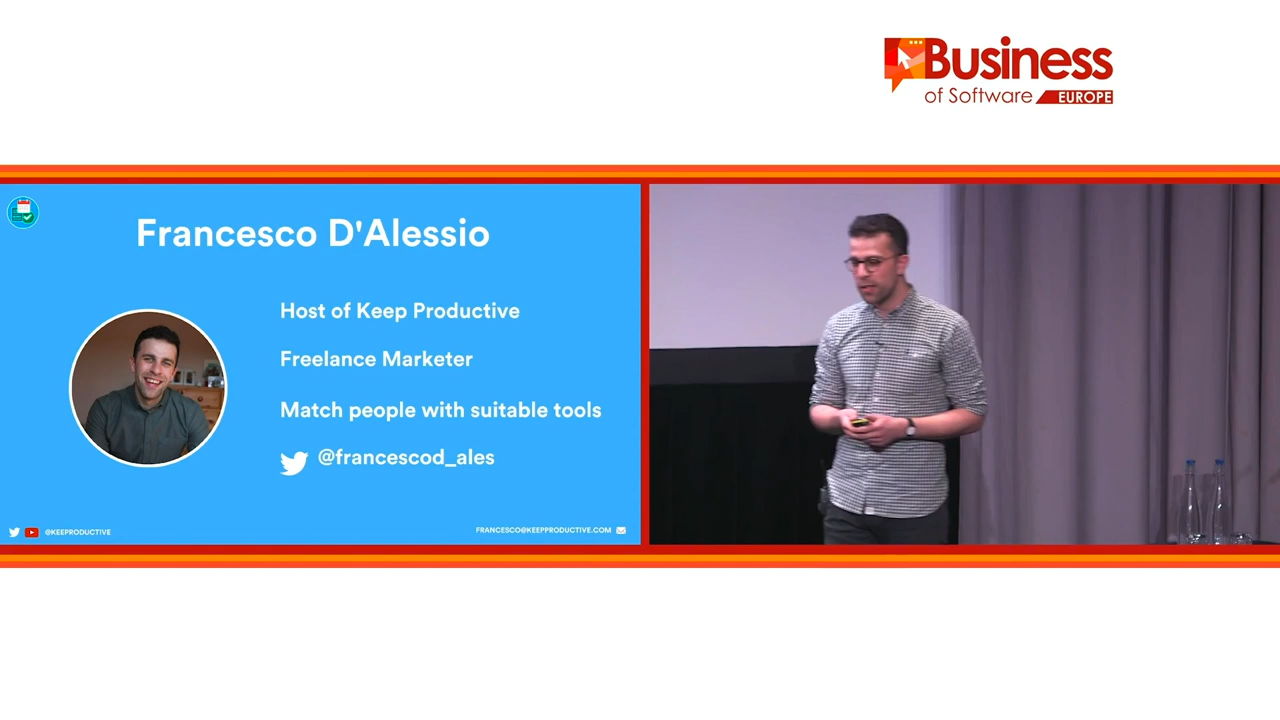 Business
of Software EUROPE
Francesco D'Alessio
Host of Keep Productive
Freelance Marketer
Match people with suitable tools
@francescod_ales
@KEEPRODUCTIVE
FRANCESCO@KEEPPRODUCTIVE.COM